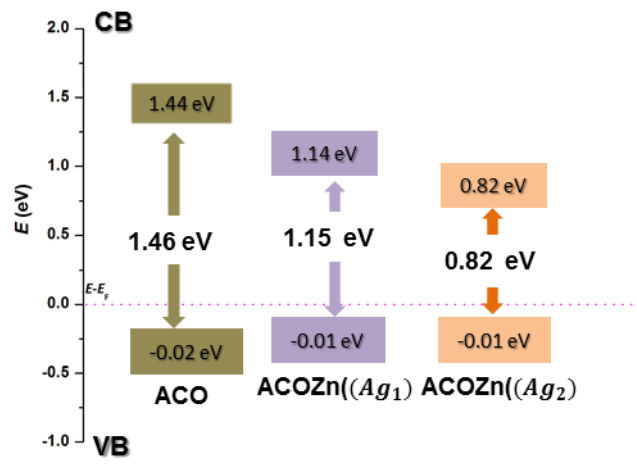 CB
2.0
1.5
1.0
0.5
0.0
-0.5
-1.0
E (eV)
E-E_F
VB
1.44 eV
1.46 eV
-0.02 eV
ACO
1.14 eV
1.15 eV
-0.01 eV
ACOZn((Ag₁)
0.82 eV
0.82 eV
-0.01 eV
ACOZn((Ag₂)